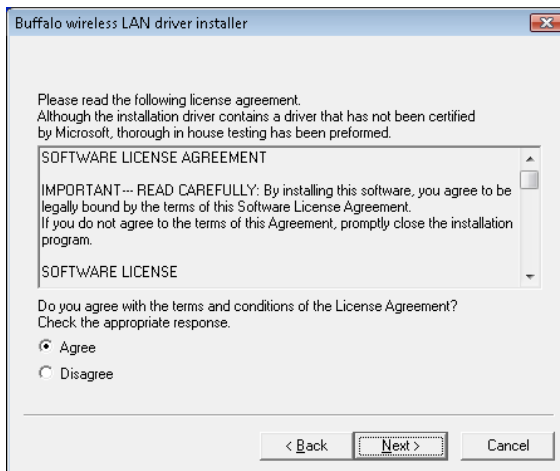 Buffalo wireless LAN driver installer
Please read the following license agreement.
Although the installation driver contains a driver that has not been certified
by Microsoft, thorough in house testing has been preformed.
SOFTWARE LICENSE AGREEMENT
IMPORTANT--- READ CAREFULLY: By installing this software, you agree to be
legally bound by the terms of this Software License Agreement.
If you do not agree to the terms of this Agreement, promptly close the installation
program.
SOFTWARE LICENSE
Do you agree with the terms and conditions of the License Agreement?
Check the appropriate response.
Agree
Disagree
< Back Next > Cancel